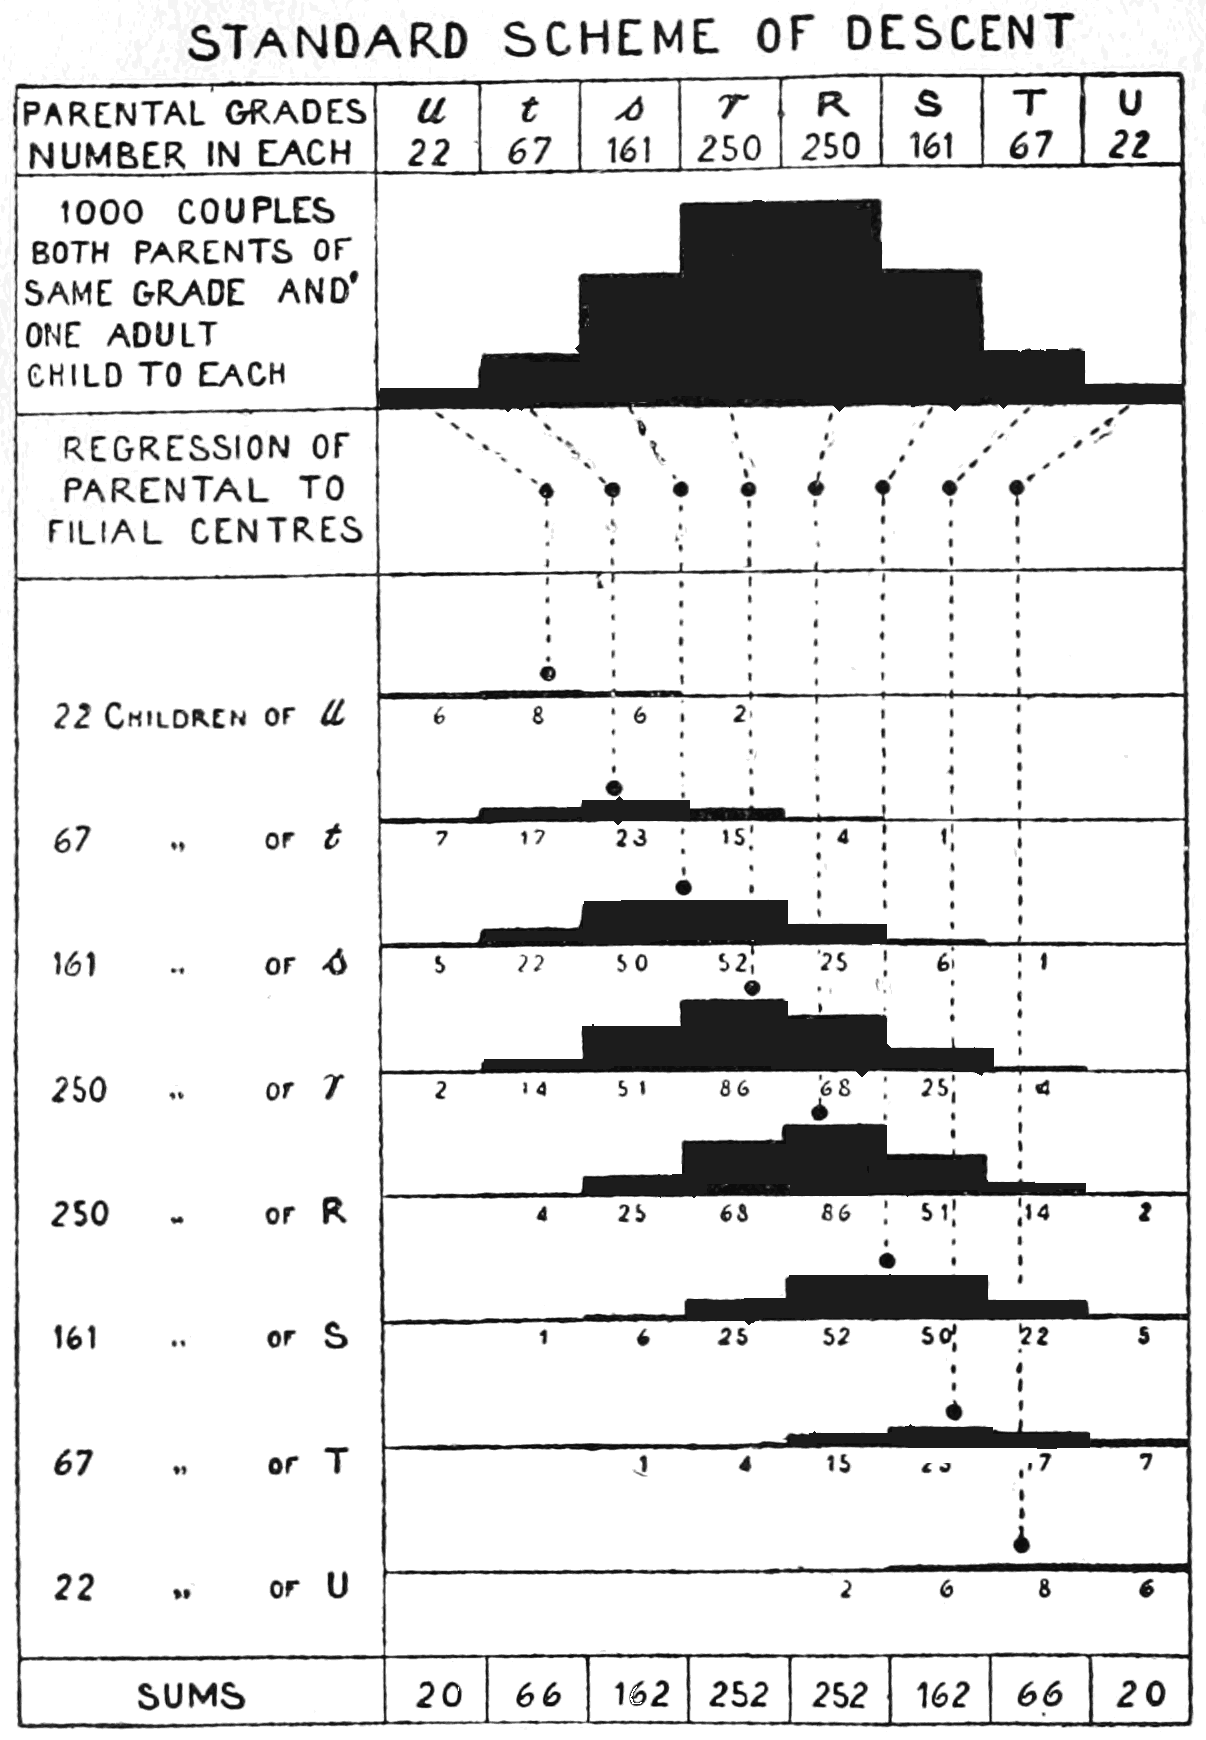 STANDARD SCHEME OF DESCENT
PARENTAL GRADES u t s r R S T U
NUMBER IN EACH 22 67 161 250 250 161 67 22
1000 COUPLES
BOTH PARENTS OF
SAME GRADE AND
ONE ADULT
CHILD TO EACH
REGRESSION OF
PARENTAL TO
FILIAL CENTRES
22 CHILDREN OF u 6 8 6 2
67 " OF t 7 17 23 15 4 1
161 " OF s 5 22 50 52 25 6 1
250 " OF r 2 14 51 86 68 25 4
250 " OF R 4 25 68 86 51 14 2
161 " OF S 1 6 25 52 50 22 5
67 " OF T 1 4 15 7
22 " OF U 2 6 8 6
SUMS 20 66 162 252 252 162 66 20